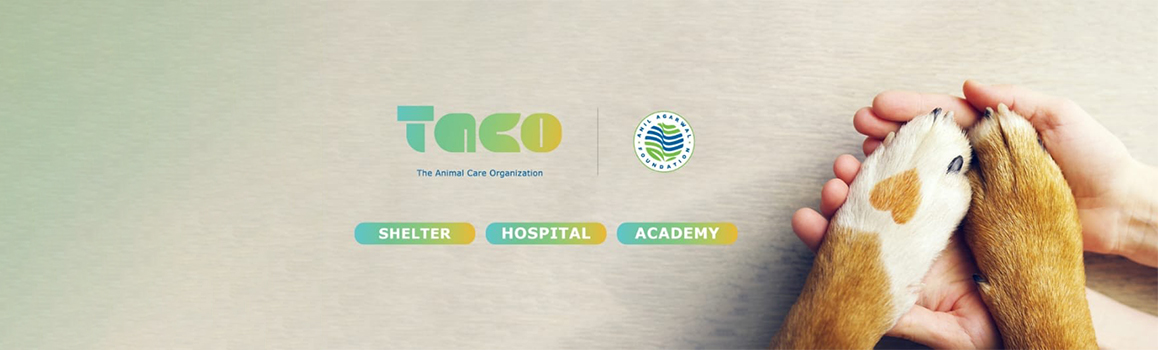 Taco
The Animal Care Organization
· ANIL AGARWAL ·
FOUNDATION
SHELTER
HOSPITAL
ACADEMY